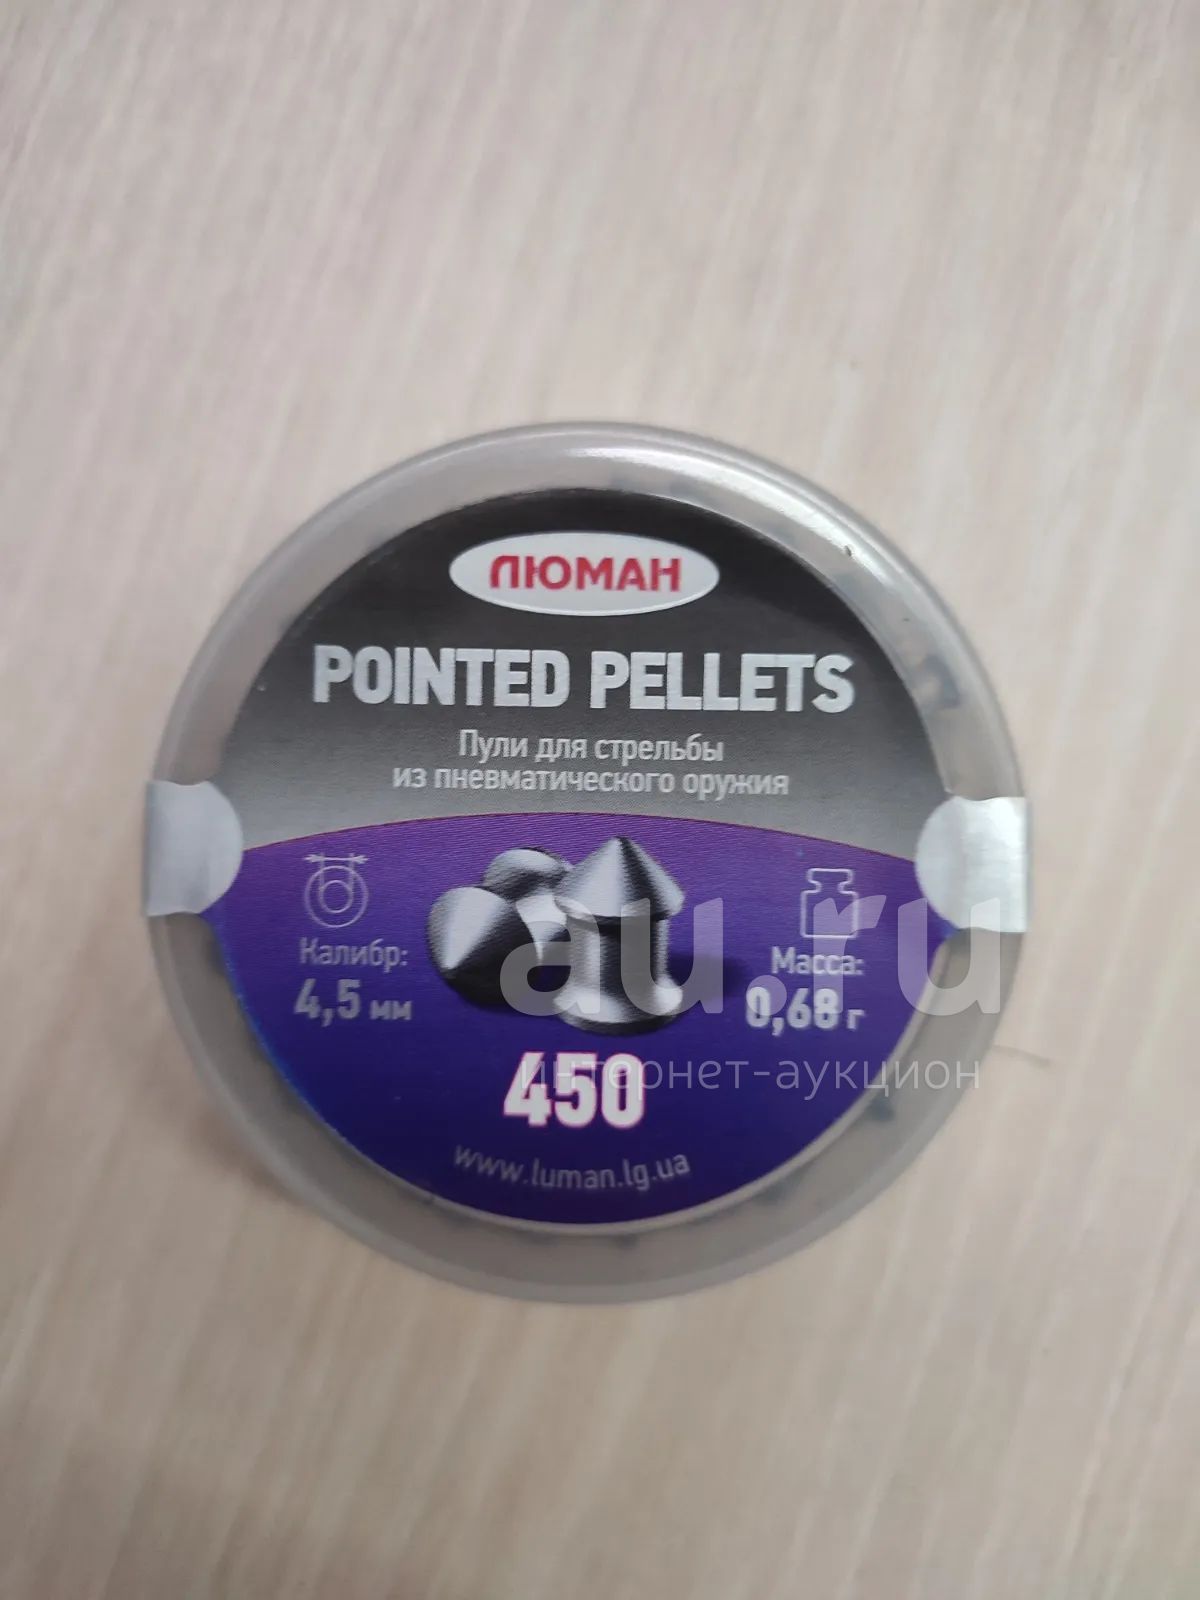 ЛЮМАН
POINTED PELLETS
Пули для стрельбы
из пневматического оружия
Калибр:
4,5 мм
Масса:
0,68 г
au.ru
интернет-аукцион
450
www.luman.lg.ua